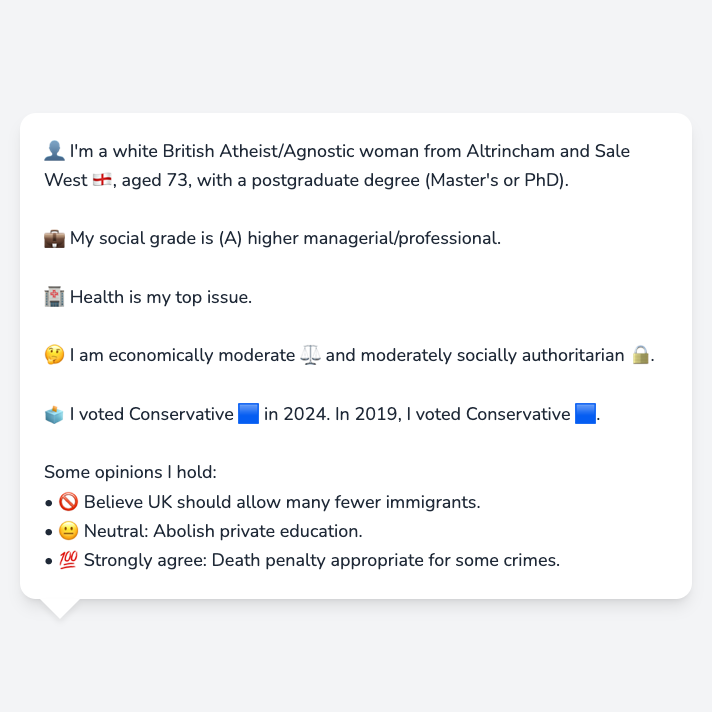 👤 I'm a white British Atheist/Agnostic woman from Altrincham and Sale
West 🏴󠁧󠁢󠁥󠁮󠁧󠁿, aged 73, with a postgraduate degree (Master's or PhD).
💼 My social grade is (A) higher managerial/professional.
🏥 Health is my top issue.
🤔 I am economically moderate ⚖️ and moderately socially authoritarian 🔒.
🗳️ I voted Conservative 🟦 in 2024. In 2019, I voted Conservative 🟦.
Some opinions I hold:
• 🚫 Believe UK should allow many fewer immigrants.
• 😐 Neutral: Abolish private education.
• 💯 Strongly agree: Death penalty appropriate for some crimes.